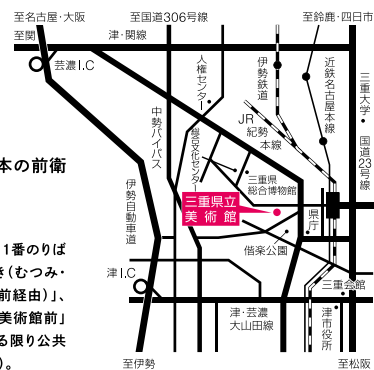 至名古屋・大阪
至国道306号線
至鈴鹿・四日市
至関
津・関線
芸濃I.C
人権センター
伊勢鉄道
近鉄名古屋本線
三重大学
国道23号線
中勢バイパス
JR紀勢本線
総合文化センター
三重県総合博物館
本の前衛
伊勢自動車道
三重県立
美術館
県庁
偕楽公園
1番のりば
き(むつみ・
前経由)」、
美術館前」
る限り公共
)。
津I.C
三重会館
津・芸濃
大山田線
津市役所
至伊勢
至松阪